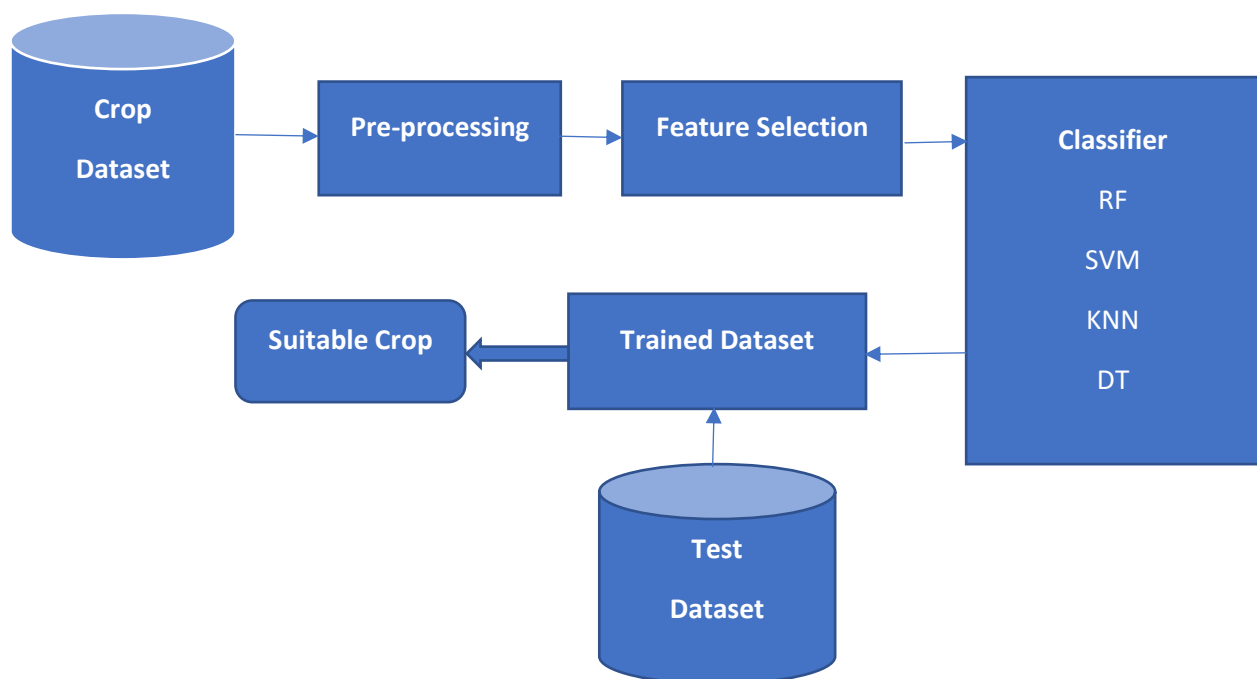 Crop
Dataset
Pre-processing
Feature Selection
Classifier
RF
SVM
KNN
DT
Suitable Crop
Trained Dataset
Test
Dataset